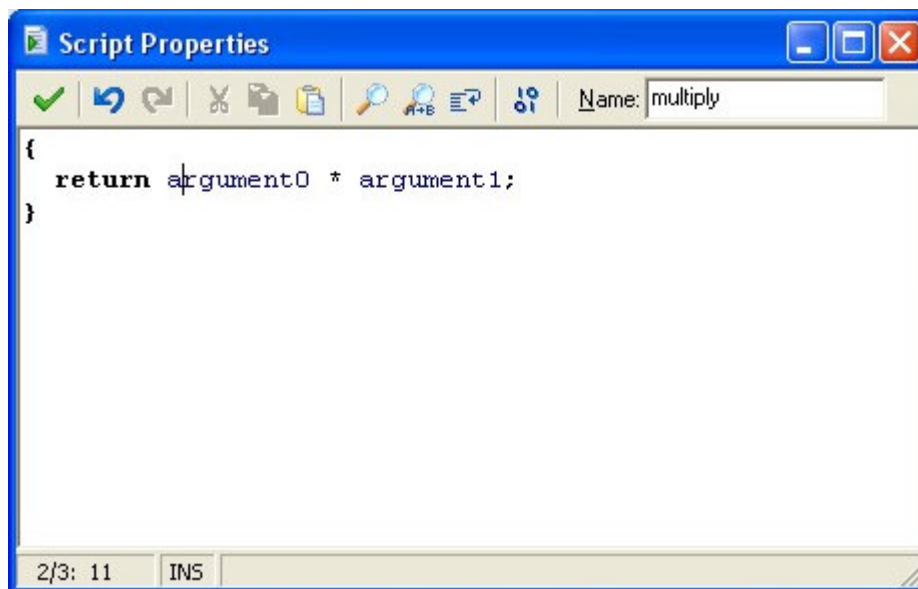 Script Properties
Name: multiply
{
return argument0 * argument1;
}
2/3: 11 INS